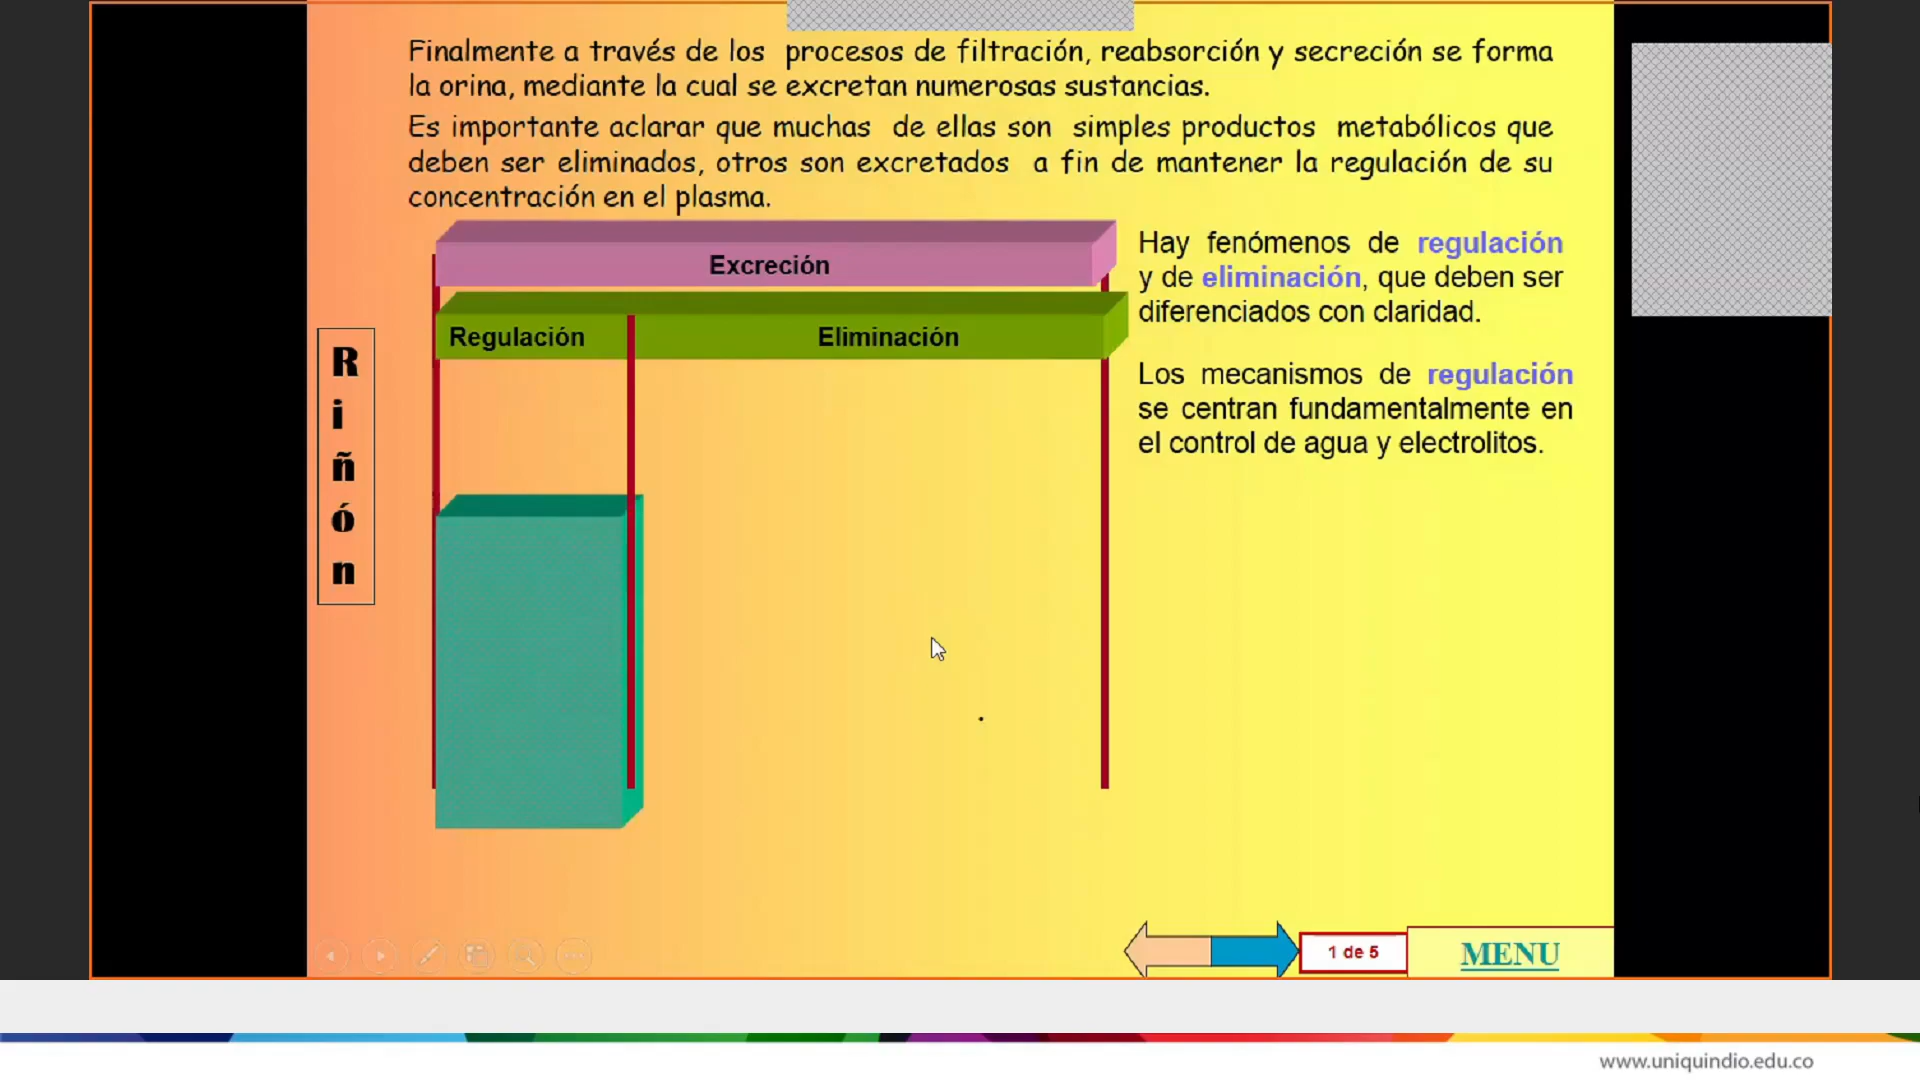 Finalmente a través de los procesos de filtración, reabsorción y secreción se forma
la orina, mediante la cual se excretan numerosas sustancias.
Es importante aclarar que muchas de ellas son simples productos metabólicos que
deben ser eliminados, otros son excretados a fin de mantener la regulación de su
concentración en el plasma.
Excreción
Regulación
Eliminación
Hay fenómenos de regulación
y de eliminación, que deben ser
diferenciados con claridad.
Los mecanismos de regulación
se centran fundamentalmente en
el control de agua y electrolitos.
R
i
ñ
ó
n
1 de 5
MENU
www.uniquindio.edu.co